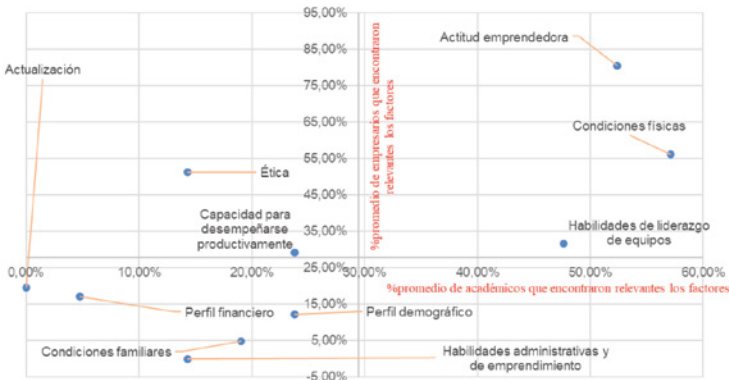 95,00%
Actitud emprendedora
85,00%
Actualización
75,00%
%promedio de empresarios que encontraron
relevantes los factores
65,00%
Condiciones físicas
55,00%
Ética
45,00%
Capacidad para
desempeñarse
productivamente
35,00%
Habilidades de liderazgo
de equipos
25,00%
0,00%
10,00%
20,00%
30,00%
40,00%
50,00%
60,00%
%promedio de académicos que encontraron relevantes los factores
15,00%
Perfil financiero
Perfil demográfico
5,00%
Condiciones familiares
Habilidades administrativas y
de emprendimiento
-5,00%